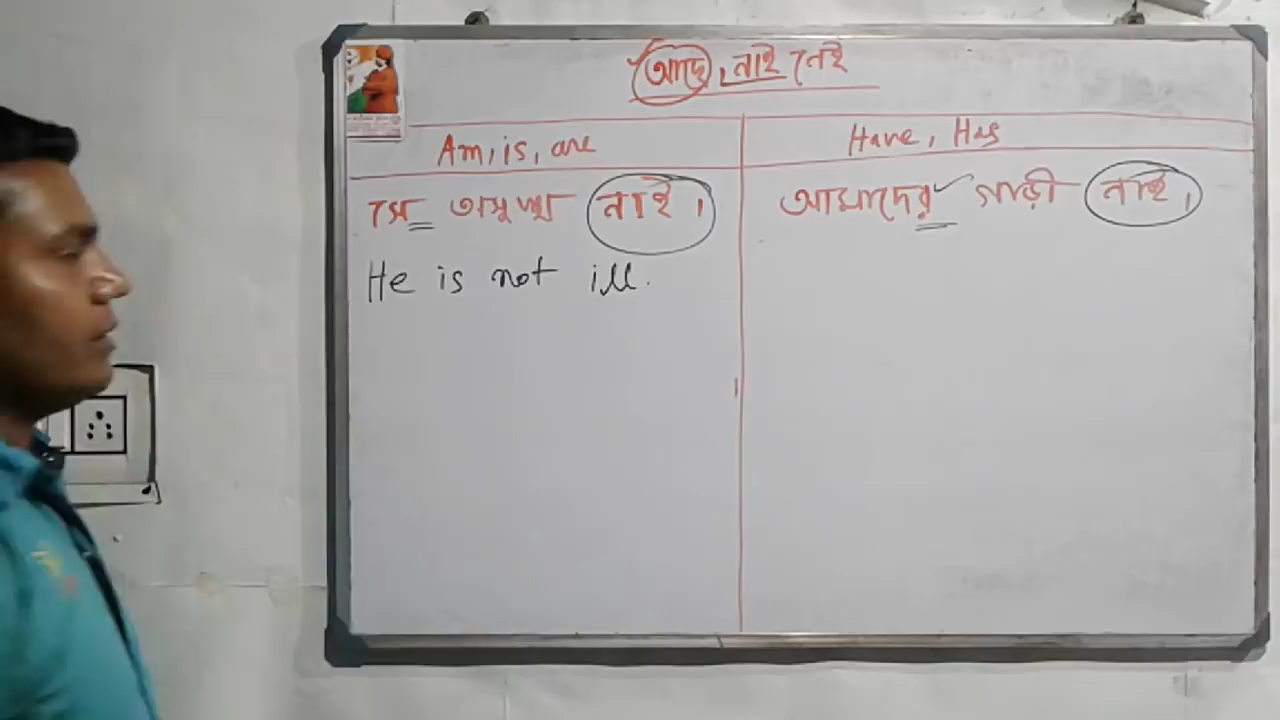 আছে, নাই নেই
Am, is, are
Have, Has
সে অসুস্থ নাই।
আমাদের গাড়ী নাই।
He is not ill.